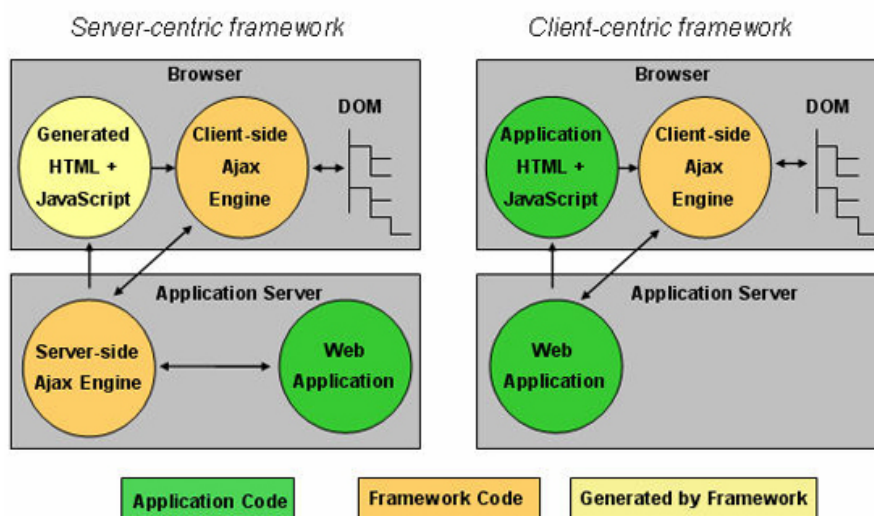 Server-centric framework
Browser
Generated
HTML +
JavaScript
Client-side
Ajax
Engine
DOM
Application Server
Server-side
Ajax Engine
Web
Application
Client-centric framework
Browser
Application
HTML +
JavaScript
Client-side
Ajax
Engine
DOM
Application Server
Web
Application
Application Code
Framework Code
Generated by Framework